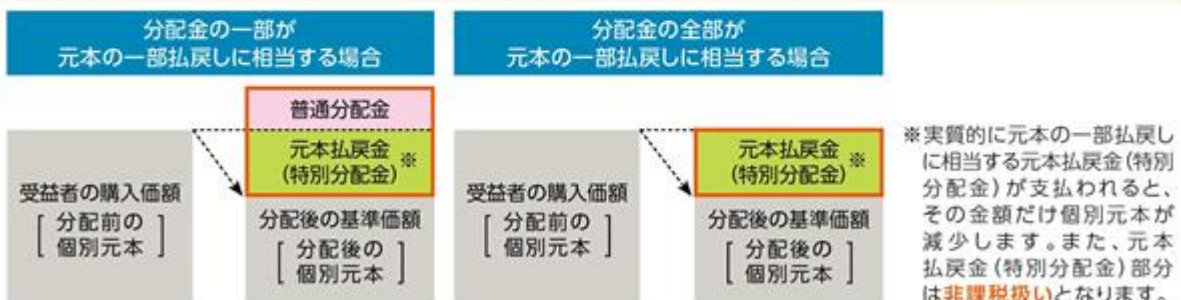 分配金の一部が
元本の一部払戻しに相当する場合
普通分配金
元本払戻金
(特別分配金)※
受益者の購入価額
[分配前の
個別元本]
分配後の基準価額
[分配後の
個別元本]
分配金の全部が
元本の一部払戻しに相当する場合
元本払戻金
(特別分配金)※
受益者の購入価額
[分配前の
個別元本]
分配後の基準価額
[分配後の
個別元本]
※実質的に元本の一部払戻し
に相当する元本払戻金(特別
分配金)が支払われると、
その金額だけ個別元本が
減少します。また、元本
払戻金(特別分配金)部分
は非課税扱いとなります。